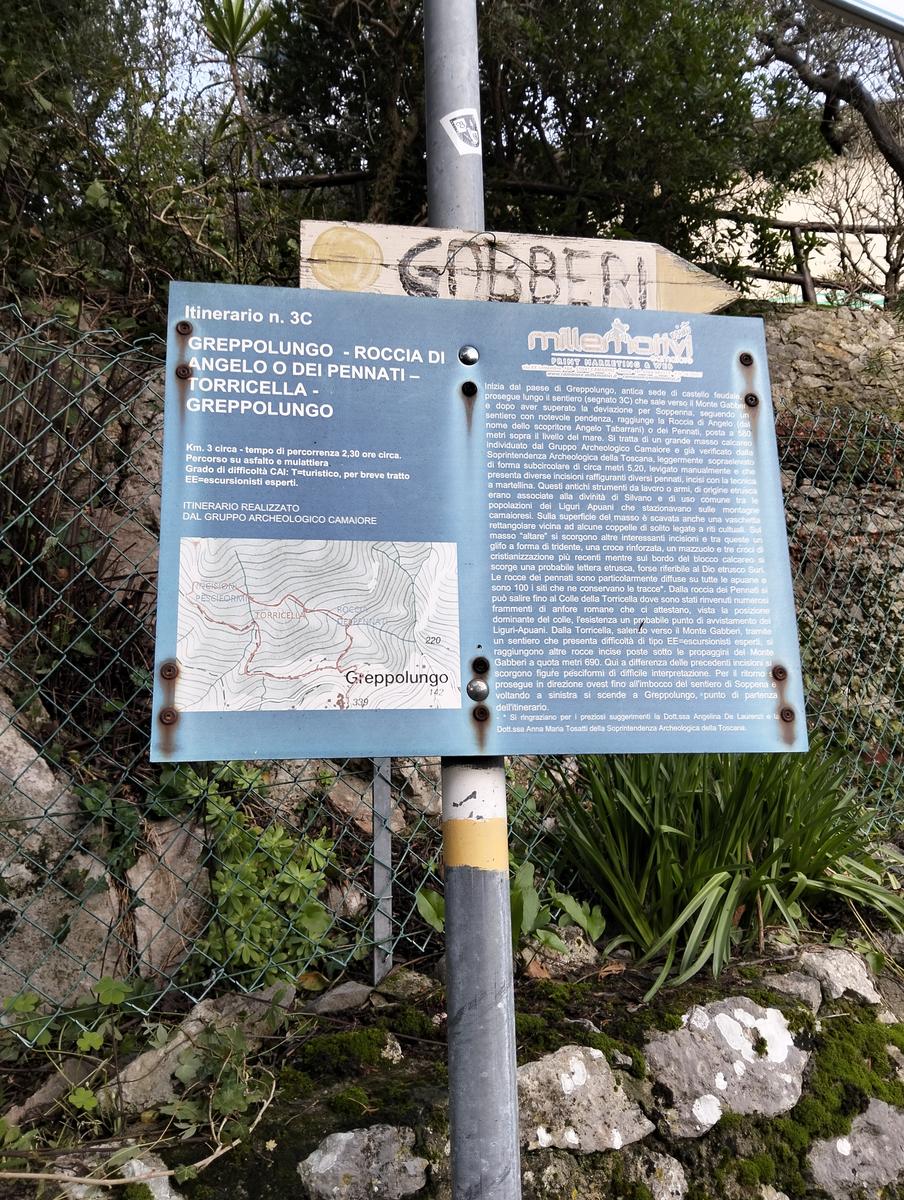 GOBBERI
Itinerario n. 3C
GREPPOLUNGO - ROCCIA DI
ANGELO O DEI PENNATI –
TORRICELLA -
GREPPOLUNGO
Km. 3 circa - tempo di percorrenza 2,30 ore circa.
Percorso su asfalto e mulattiera
Grado di difficoltà CAI: T=turistico, per breve tratto
EE=escursionisti esperti.
ITINERARIO REALIZZATO
DAL GRUPPO ARCHEOLOGICO CAMAIORE
INCISIONI
PESCIFORMI
TORRICELLA
ROCCIA
DEI PENNATI
220
Greppolungo
142
339
millemotivi
PRINT MARKETING & WEB
Inizia dal paese di Greppolungo, antica sede di castello feudale,
prosegue lungo il sentiero (segnato 3C) che sale verso il Monte Gabberi
e dopo aver superato la deviazione per Soppenna, seguendo un
sentiero con notevole pendenza, raggiunge la Roccia di Angelo, (dal
nome dello scopritore Angelo Tabarrani) o dei Pennati, posta a 560
metri sopra il livello del mare. Si tratta di un grande masso calcareo
individuato dal Gruppo Archeologico Camaiore e già verificato dalla
Soprintendenza Archeologica della Toscana, leggermente sopraelevato
di forma subcircolare di circa metri 5,20, levigato manualmente e che
presenta diverse incisioni raffiguranti diversi pennati, incisi con la tecnica
a martellina. Questi antichi strumenti da lavoro o armi, di origine etrusca
erano associate alla divinità di Silvano e di uso comune tra le
popolazioni dei Liguri Apuani che stazionavano sulle montagne
camaioresi. Sulla superficie del masso è scavata anche una vaschetta
rettangolare vicina ad alcune coppelle di solito legate a riti cultuali. Sul
masso "altare" si scorgono altre interessanti incisioni e tra queste un
glifo a forma di tridente, una croce rinforzata, un mazzuolo e tre croci di
cristianizzazione più recenti mentre sul bordo del blocco calcareo si
scorge una probabile lettera etrusca, forse riferibile al Dio etrusco Suri.
Le rocce dei pennati sono particolarmente diffuse su tutte le apuane e
sono 100 i siti che ne conservano le tracce*. Dalla roccia dei Pennati si
può salire fino al Colle della Torricella dove sono stati rinvenuti numerosi
frammenti di anfore romane che ci attestano, vista la posizione
dominante del colle, l'esistenza un probabile punto di avvistamento dei
Liguri-Apuani. Dalla Torricella, salendo verso il Monte Gabberi, tramite
un sentiero che presenta difficoltà di tipo EE=escursionisti esperti, si
raggiungono altre rocce incise poste sotto le propaggini del Monte
Gabberi a quota metri 690. Qui a differenza delle precedenti incisioni si
scorgono figure pesciformi di difficile interpretazione. Per il ritorno si
prosegue in direzione ovest fino all'imbocco del sentiero di Soppena e
voltando a sinistra si scende a Greppolungo, punto di partenza
dell'itinerario.
- * Si ringraziano per i preziosi suggerimenti la Dott.ssa Angelina De Laurenzi e la
Dott.ssa Anna Maria Tosatti della Soprintendenza Archeologica della Toscana.